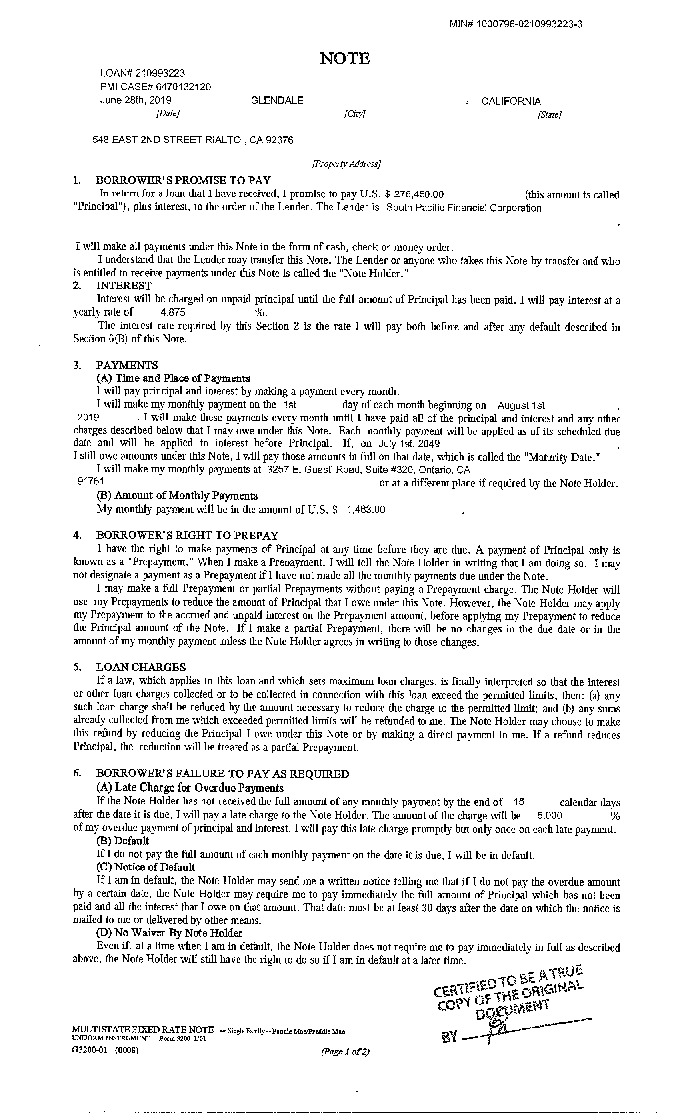 MIN# 1000796-0210993223-3
NOTE
LOAN# 210993223
PMI CASE# 6470132120
June 28th, 2019 GLENDALE , CALIFORNIA
[Date] [City] [State]
548 EAST 2ND STREET RIALTO , CA 92376
[Property Address]
1. BORROWER'S PROMISE TO PAY
In return for a loan that I have received, I promise to pay U.S. $ 276,450.00 (this amount is called
"Principal"), plus interest, to the order of the Lender. The Lender is South Pacific Financial Corporation
.
I will make all payments under this Note in the form of cash, check or money order.
I understand that the Lender may transfer this Note. The Lender or anyone who takes this Note by transfer and who
is entitled to receive payments under this Note is called the "Note Holder."
2. INTEREST
Interest will be charged on unpaid principal until the full amount of Principal has been paid. I will pay interest at a
yearly rate of 4.875 %.
The interest rate required by this Section 2 is the rate I will pay both before and after any default described in
Section 6(B) of this Note.
3. PAYMENTS
(A) Time and Place of Payments
I will pay principal and interest by making a payment every month.
I will make my monthly payment on the 1st day of each month beginning on August 1st ,
2019 . I will make these payments every month until I have paid all of the principal and interest and any other
charges described below that I may owe under this Note. Each monthly payment will be applied as of its scheduled due
date and will be applied to interest before Principal. If, on July 1st, 2049 ,
I still owe amounts under this Note, I will pay those amounts in full on that date, which is called the "Maturity Date."
I will make my monthly payments at 3257 E. Guasti Road, Suite #320, Ontario, CA
91761 or at a different place if required by the Note Holder.
(B) Amount of Monthly Payments
My monthly payment will be in the amount of U.S. $ 1,463.00 .
4. BORROWER'S RIGHT TO PREPAY
I have the right to make payments of Principal at any time before they are due. A payment of Principal only is
known as a "Prepayment." When I make a Prepayment, I will tell the Note Holder in writing that I am doing so. I may
not designate a payment as a Prepayment if I have not made all the monthly payments due under the Note.
I may make a full Prepayment or partial Prepayments without paying a Prepayment charge. The Note Holder will
use my Prepayments to reduce the amount of Principal that I owe under this Note. However, the Note Holder may apply
my Prepayment to the accrued and unpaid interest on the Prepayment amount, before applying my Prepayment to reduce
the Principal amount of the Note. If I make a partial Prepayment, there will be no changes in the due date or in the
amount of my monthly payment unless the Note Holder agrees in writing to those changes.
5. LOAN CHARGES
If a law, which applies to this loan and which sets maximum loan charges, is finally interpreted so that the interest
or other loan charges collected or to be collected in connection with this loan exceed the permitted limits, then: (a) any
such loan charge shall be reduced by the amount necessary to reduce the charge to the permitted limit; and (b) any sums
already collected from me which exceeded permitted limits will be refunded to me. The Note Holder may choose to make
this refund by reducing the Principal I owe under this Note or by making a direct payment to me. If a refund reduces
Principal, the reduction will be treated as a partial Prepayment.
6. BORROWER'S FAILURE TO PAY AS REQUIRED
(A) Late Charge for Overdue Payments
If the Note Holder has not received the full amount of any monthly payment by the end of 15 calendar days
after the date it is due, I will pay a late charge to the Note Holder. The amount of the charge will be 5.000 %
of my overdue payment of principal and interest. I will pay this late charge promptly but only once on each late payment.
(B) Default
If I do not pay the full amount of each monthly payment on the date it is due, I will be in default.
(C) Notice of Default
If I am in default, the Note Holder may send me a written notice telling me that if I do not pay the overdue amount
by a certain date, the Note Holder may require me to pay immediately the full amount of Principal which has not been
paid and all the interest that I owe on that amount. That date must be at least 30 days after the date on which the notice is
mailed to me or delivered by other means.
(D) No Waiver By Note Holder
Even if, at a time when I am in default, the Note Holder does not require me to pay immediately in full as described
above, the Note Holder will still have the right to do so if I am in default at a later time.
CERTIFIED TO BE A TRUE
COPY OF THE ORIGINAL
DOCUMENT
BY
MULTISTATE FIXED RATE NOTE -- Single Family -- Fannie Mae/Freddie Mac
UNIFORM INSTRUMENT Form 3200 1/01
G3200-01 (0008) (Page 1 of 2)